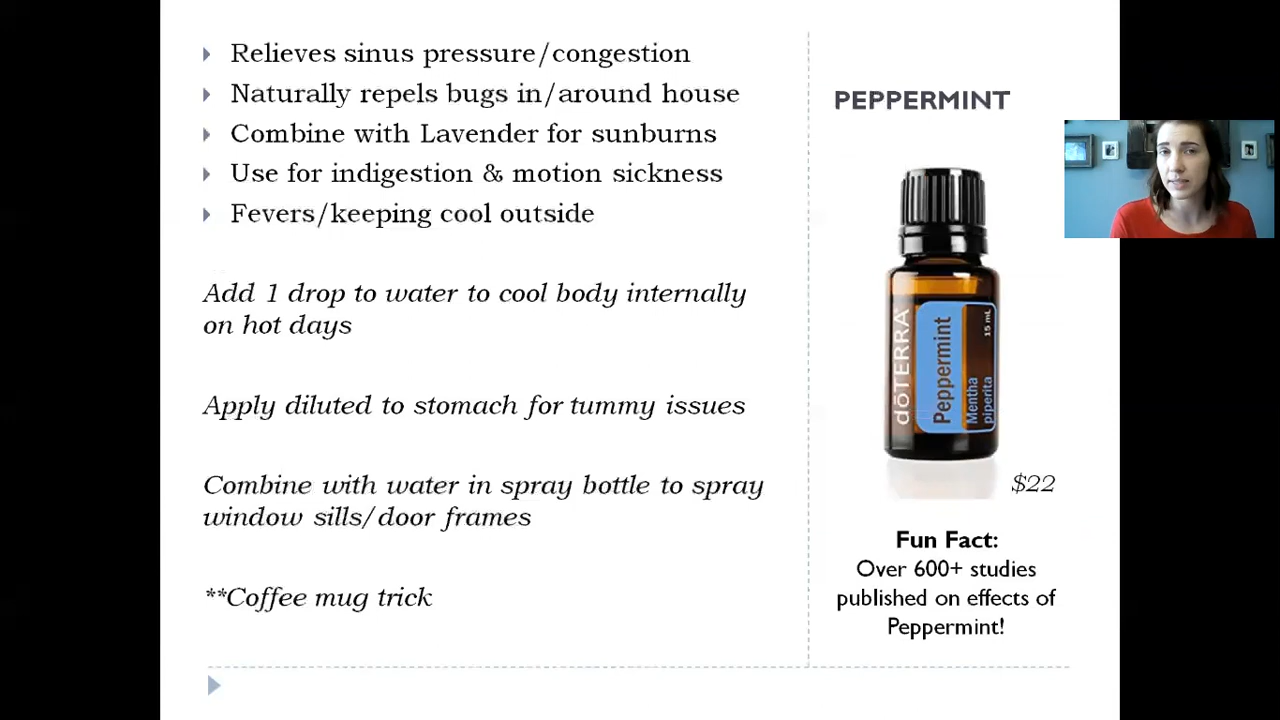 Relieves sinus pressure/congestion
Naturally repels bugs in/around house
Combine with Lavender for sunburns
Use for indigestion & motion sickness
Fevers/keeping cool outside
Add 1 drop to water to cool body internally
on hot days
Apply diluted to stomach for tummy issues
Combine with water in spray bottle to spray
window sills/door frames
**Coffee mug trick
PEPPERMINT
dōTERRA
Peppermint
Mentha
piperita
15 mL
$22
Fun Fact:
Over 600+ studies
published on effects of
Peppermint!